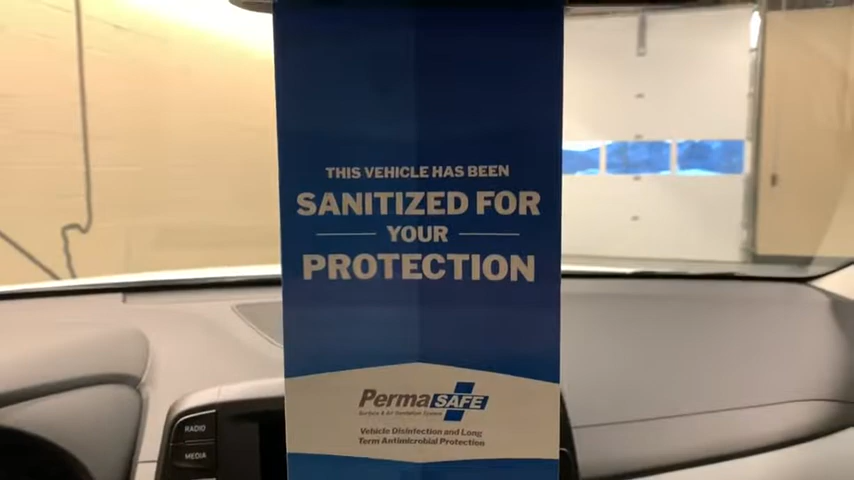 THIS VEHICLE HAS BEEN
SANITIZED FOR
YOUR
PROTECTION
PermaSAFE
Surface & Air Sanitation System
Vehicle Disinfection and Long
Term Antimicrobial Protection
RADIO
MEDIA